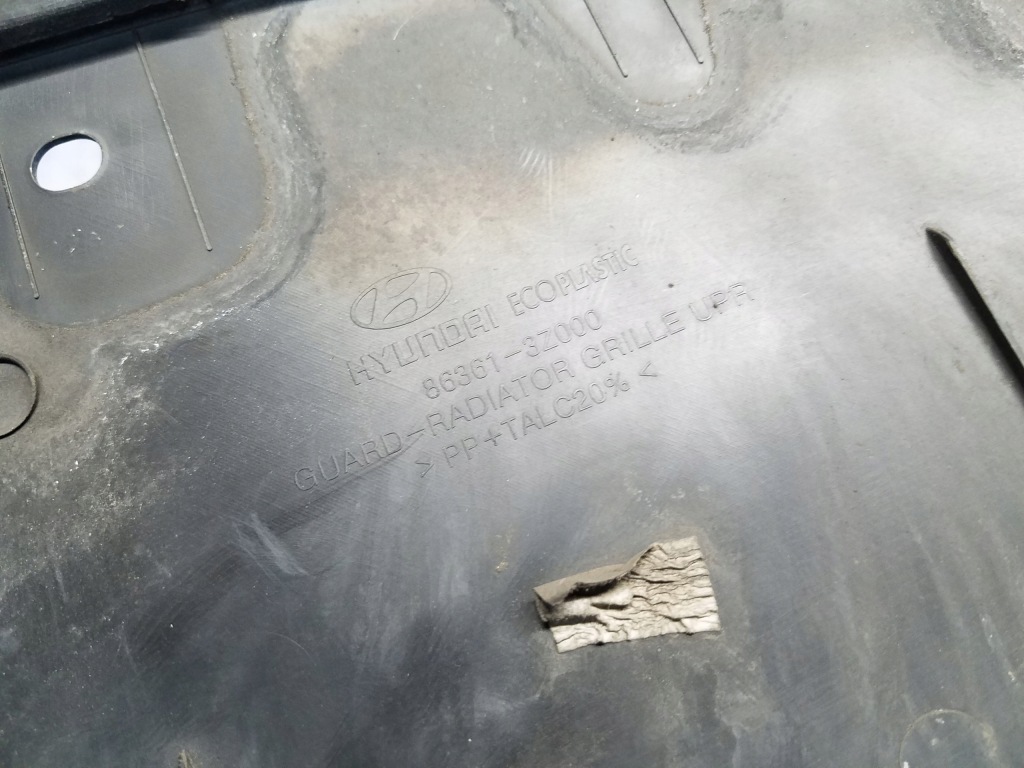 HYUNDAI ECOPLASTIC
86361-3Z000
GUARD-RADIATOR GRILLE UPR
> PP+TALC20% <